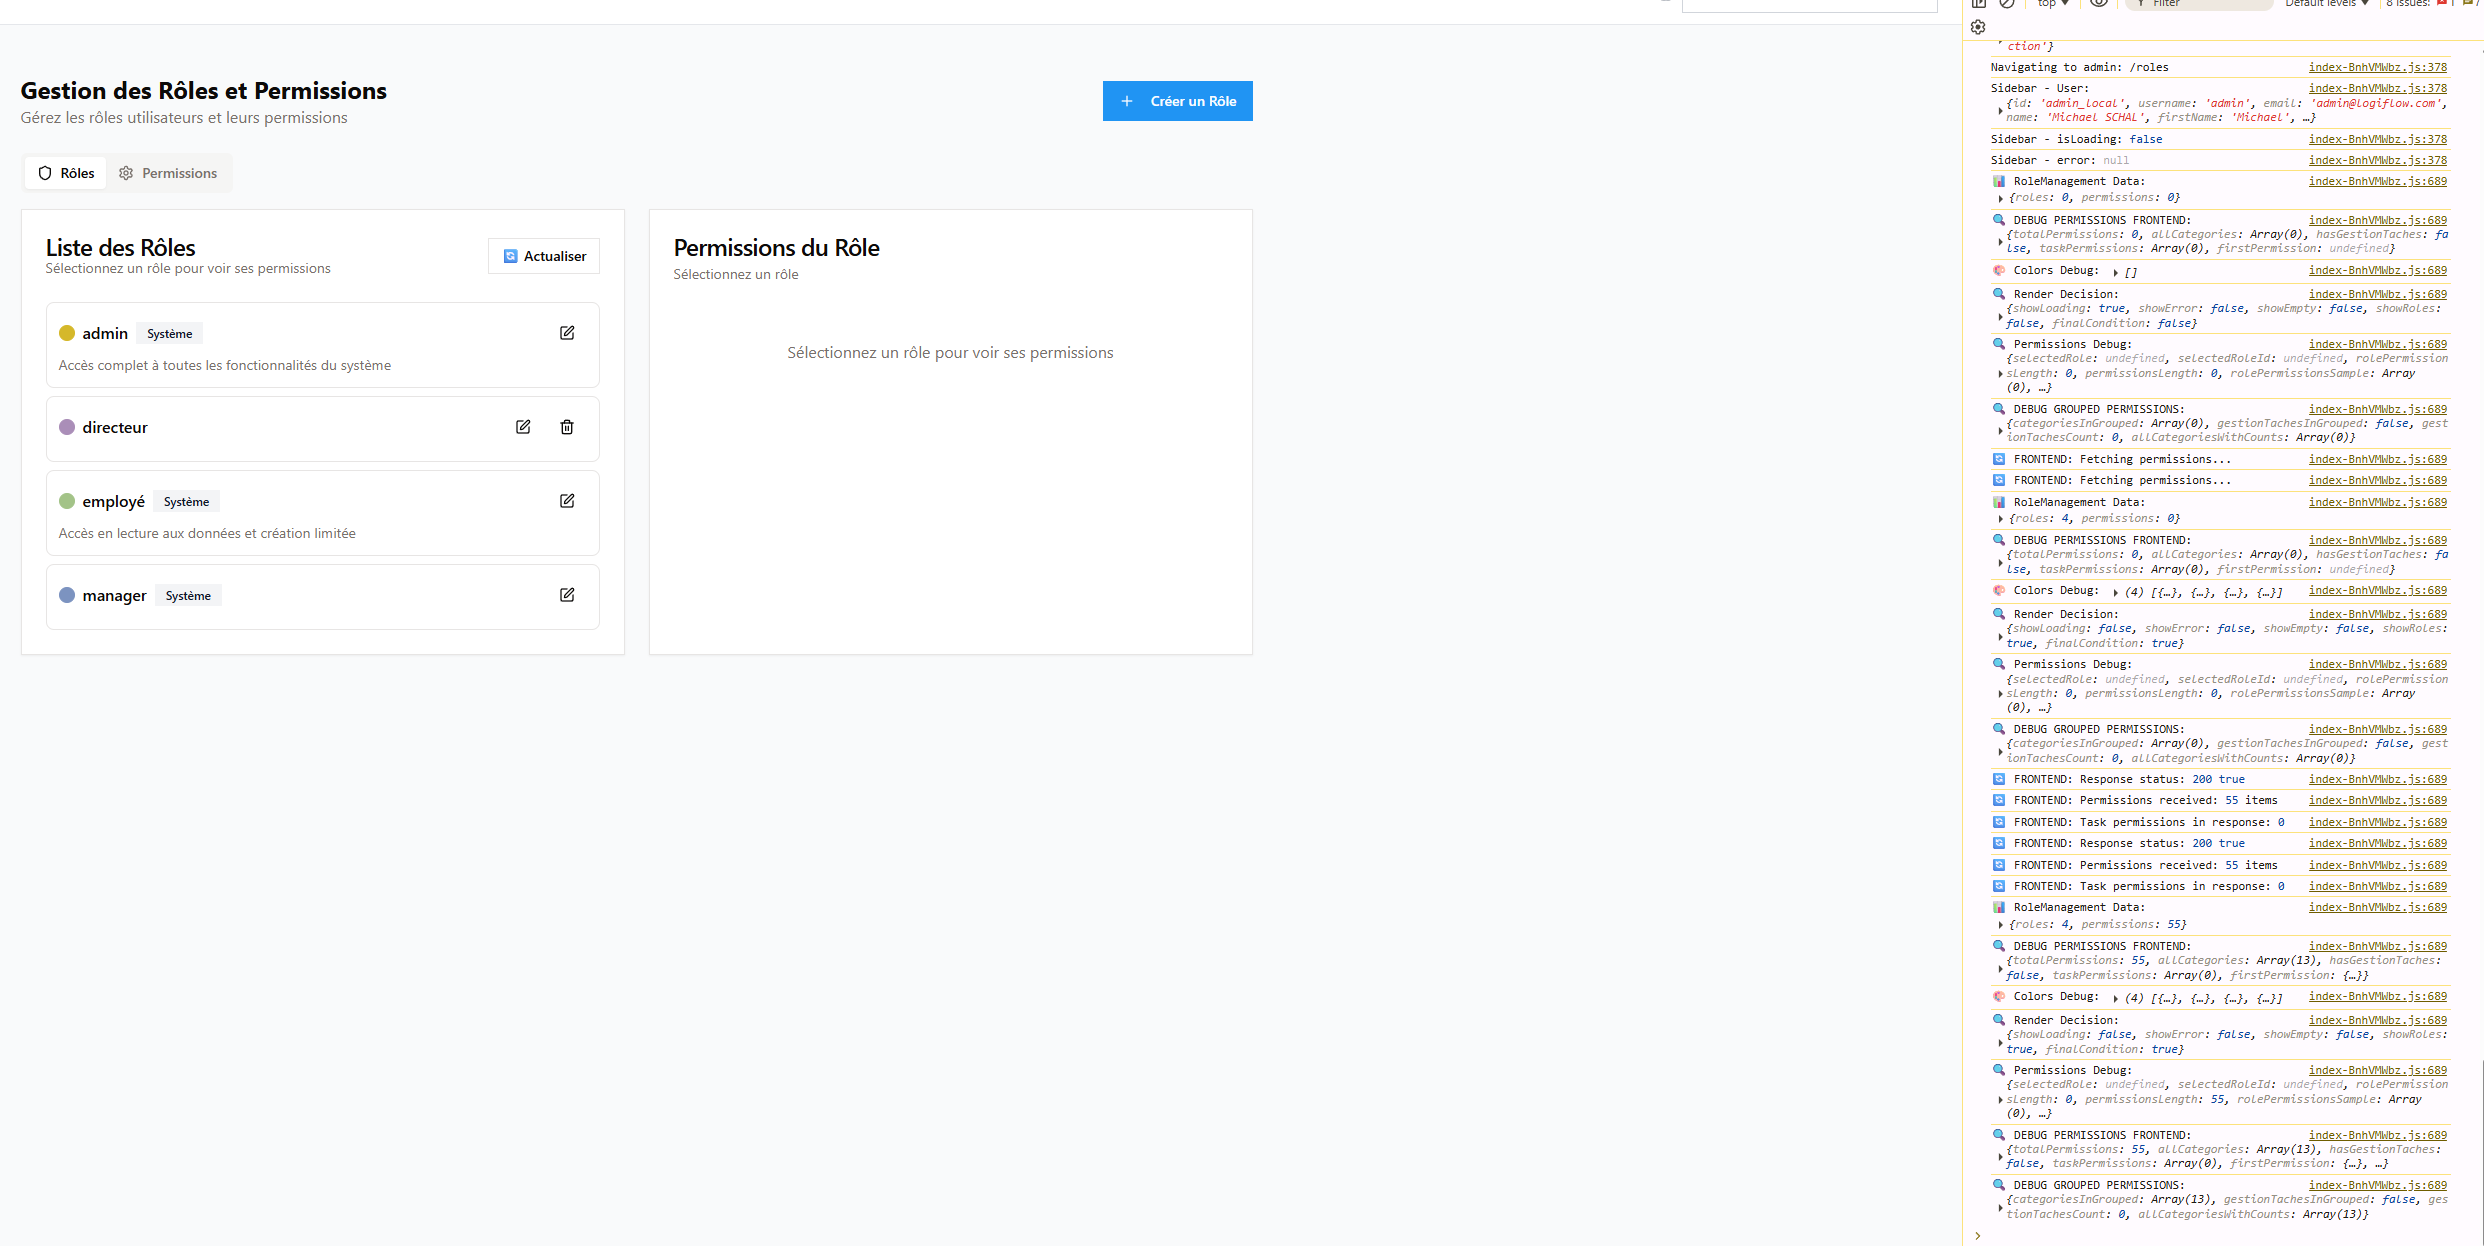 Gestion des Rôles et Permissions
Gérez les rôles utilisateurs et leurs permissions
Créer un Rôle
Rôles
Permissions
Liste des Rôles
Sélectionnez un rôle pour voir ses permissions
Actualiser
admin Système
Accès complet à toutes les fonctionnalités du système
directeur
employé Système
Accès en lecture aux données et création limitée
manager Système
Permissions du Rôle
Sélectionnez un rôle
Sélectionnez un rôle pour voir ses permissions
top Filter Default levels 8 Issues: 1
ction'}
Navigating to admin: /roles index-BnhVMWbz.js:378
Sidebar - User: index-BnhVMWbz.js:378
{id: 'admin_local', username: 'admin', email: 'admin@logiflow.com',
name: 'Michael SCHAL', firstName: 'Michael', …}
Sidebar - isLoading: false index-BnhVMWbz.js:378
Sidebar - error: null index-BnhVMWbz.js:378
RoleManagement Data: index-BnhVMWbz.js:689
{roles: 0, permissions: 0}
DEBUG PERMISSIONS FRONTEND: index-BnhVMWbz.js:689
{totalPermissions: 0, allCategories: Array(0), hasGestionTaches: fa
lse, taskPermissions: Array(0), firstPermission: undefined}
Colors Debug: [] index-BnhVMWbz.js:689
Render Decision: index-BnhVMWbz.js:689
{showLoading: true, showError: false, showEmpty: false, showRoles:
false, finalCondition: false}
Permissions Debug: index-BnhVMWbz.js:689
{selectedRole: undefined, selectedRoleId: undefined, rolePermission
sLength: 0, permissionsLength: 0, rolePermissionsSample: Array
(0), …}
DEBUG GROUPED PERMISSIONS: index-BnhVMWbz.js:689
{categoriesInGrouped: Array(0), gestionTachesInGrouped: false, gest
ionTachesCount: 0, allCategoriesWithCounts: Array(0)}
FRONTEND: Fetching permissions... index-BnhVMWbz.js:689
FRONTEND: Fetching permissions... index-BnhVMWbz.js:689
RoleManagement Data: index-BnhVMWbz.js:689
{roles: 4, permissions: 0}
DEBUG PERMISSIONS FRONTEND: index-BnhVMWbz.js:689
{totalPermissions: 0, allCategories: Array(0), hasGestionTaches: fa
lse, taskPermissions: Array(0), firstPermission: undefined}
Colors Debug: (4) [{…}, {…}, {…}, {…}] index-BnhVMWbz.js:689
Render Decision: index-BnhVMWbz.js:689
{showLoading: false, showError: false, showEmpty: false, showRoles:
true, finalCondition: true}
Permissions Debug: index-BnhVMWbz.js:689
{selectedRole: undefined, selectedRoleId: undefined, rolePermission
sLength: 0, permissionsLength: 0, rolePermissionsSample: Array
(0), …}
DEBUG GROUPED PERMISSIONS: index-BnhVMWbz.js:689
{categoriesInGrouped: Array(0), gestionTachesInGrouped: false, gest
ionTachesCount: 0, allCategoriesWithCounts: Array(0)}
FRONTEND: Response status: 200 true index-BnhVMWbz.js:689
FRONTEND: Permissions received: 55 items index-BnhVMWbz.js:689
FRONTEND: Task permissions in response: 0 index-BnhVMWbz.js:689
FRONTEND: Response status: 200 true index-BnhVMWbz.js:689
FRONTEND: Permissions received: 55 items index-BnhVMWbz.js:689
FRONTEND: Task permissions in response: 0 index-BnhVMWbz.js:689
RoleManagement Data: index-BnhVMWbz.js:689
{roles: 4, permissions: 55}
DEBUG PERMISSIONS FRONTEND: index-BnhVMWbz.js:689
{totalPermissions: 55, allCategories: Array(13), hasGestionTaches:
false, taskPermissions: Array(0), firstPermission: {…}}
Colors Debug: (4) [{…}, {…}, {…}, {…}] index-BnhVMWbz.js:689
Render Decision: index-BnhVMWbz.js:689
{showLoading: false, showError: false, showEmpty: false, showRoles:
true, finalCondition: true}
Permissions Debug: index-BnhVMWbz.js:689
{selectedRole: undefined, selectedRoleId: undefined, rolePermission
sLength: 0, permissionsLength: 55, rolePermissionsSample: Array
(0), …}
DEBUG PERMISSIONS FRONTEND: index-BnhVMWbz.js:689
{totalPermissions: 55, allCategories: Array(13), hasGestionTaches:
false, taskPermissions: Array(0), firstPermission: {…}, …}
DEBUG GROUPED PERMISSIONS: index-BnhVMWbz.js:689
{categoriesInGrouped: Array(13), gestionTachesInGrouped: false, ges
tionTachesCount: 0, allCategoriesWithCounts: Array(13)}